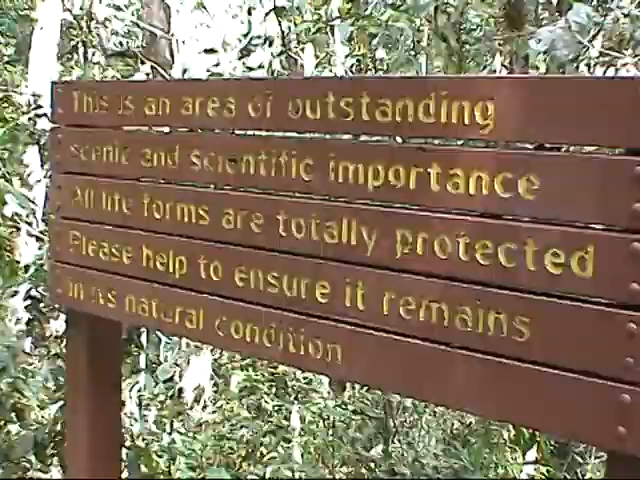 This is an area of outstanding
scenic and scientific importance
All life forms are totally protected
Please help to ensure it remains
in its natural condition